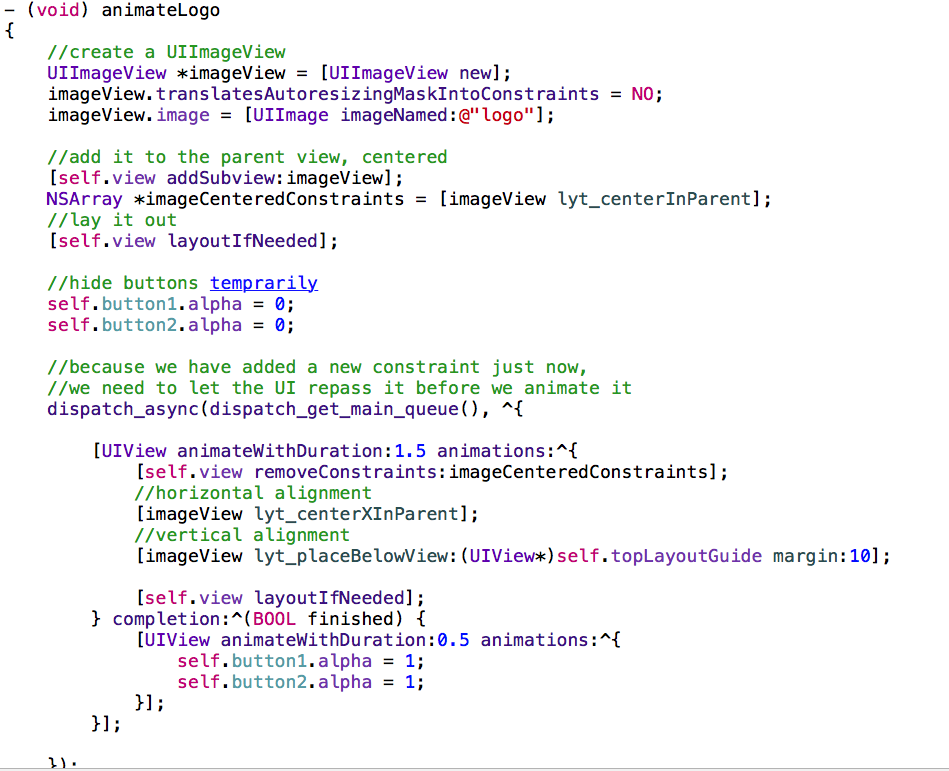 - (void) animateLogo
{
    //create a UIImageView
    UIImageView *imageView = [UIImageView new];
    imageView.translatesAutoresizingMaskIntoConstraints = NO;
    imageView.image = [UIImage imageNamed:@"logo"];
    //add it to the parent view, centered
    [self.view addSubview:imageView];
    NSArray *imageCenteredConstraints = [imageView lyt_centerInParent];
    //lay it out
    [self.view layoutIfNeeded];
    //hide buttons temprarily
    self.button1.alpha = 0;
    self.button2.alpha = 0;
    //because we have added a new constraint just now,
    //we need to let the UI repass it before we animate it
    dispatch_async(dispatch_get_main_queue(), ^{
        [UIView animateWithDuration:1.5 animations:^{
            [self.view removeConstraints:imageCenteredConstraints];
            //horizontal alignment
            [imageView lyt_centerXInParent];
            //vertical alignment
            [imageView lyt_placeBelowView:(UIView*)self.topLayoutGuide margin:10];
            [self.view layoutIfNeeded];
        } completion:^(BOOL finished) {
            [UIView animateWithDuration:0.5 animations:^{
                self.button1.alpha = 1;
                self.button2.alpha = 1;
            }];
        }];
    });